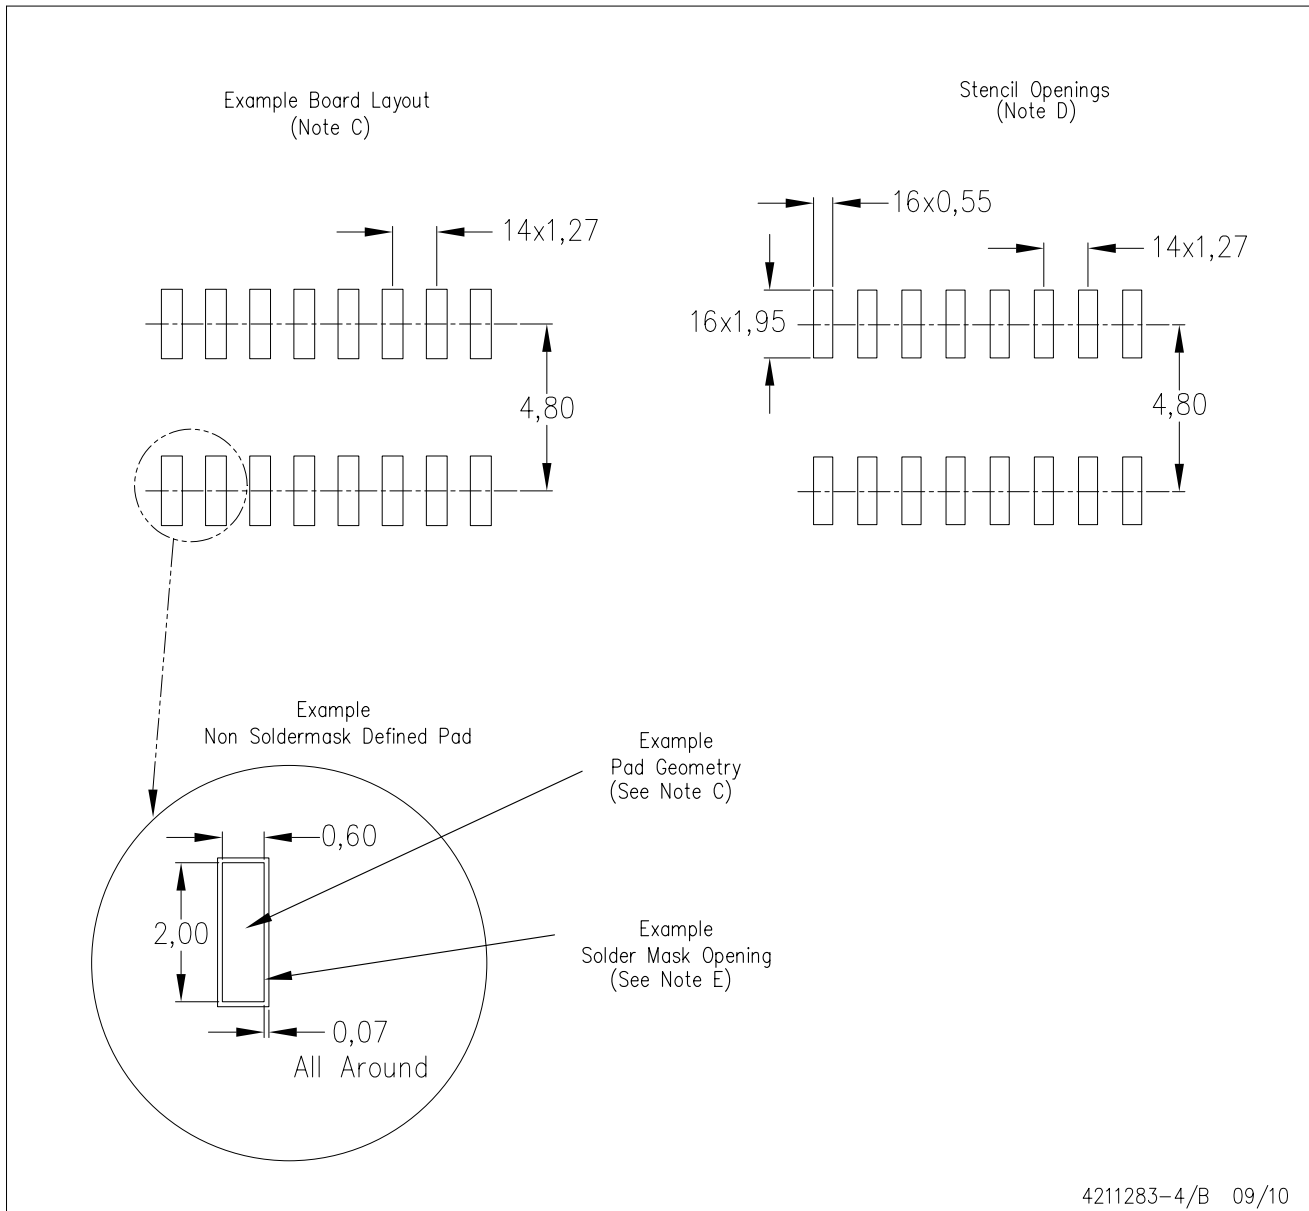 Example Board Layout
(Note C)
Stencil Openings
(Note D)
14x1,27
4,80
16x0,55
14x1,27
16x1,95
4,80
Example
Non Soldermask Defined Pad
Example
Pad Geometry
(See Note C)
0,60
2,00
Example
Solder Mask Opening
(See Note E)
0,07
All Around
4211283-4/B 09/10